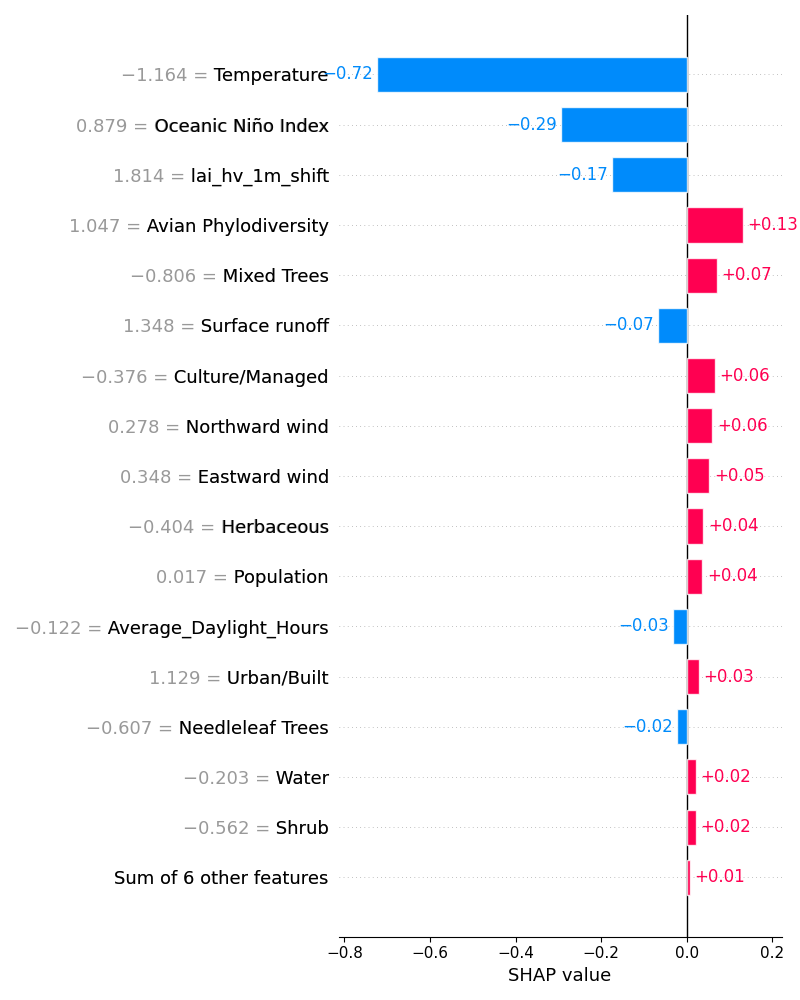 −1.164 = Temperature −0.72
0.879 = Oceanic Niño Index −0.29
1.814 = lai_hv_1m_shift −0.17
1.047 = Avian Phylodiversity +0.13
−0.806 = Mixed Trees +0.07
1.348 = Surface runoff −0.07
−0.376 = Culture/Managed +0.06
0.278 = Northward wind +0.06
0.348 = Eastward wind +0.05
−0.404 = Herbaceous +0.04
0.017 = Population +0.04
−0.122 = Average_Daylight_Hours −0.03
1.129 = Urban/Built +0.03
−0.607 = Needleleaf Trees −0.02
−0.203 = Water +0.02
−0.562 = Shrub +0.02
Sum of 6 other features +0.01
−0.8 −0.6 −0.4 −0.2 0.0 0.2
SHAP value